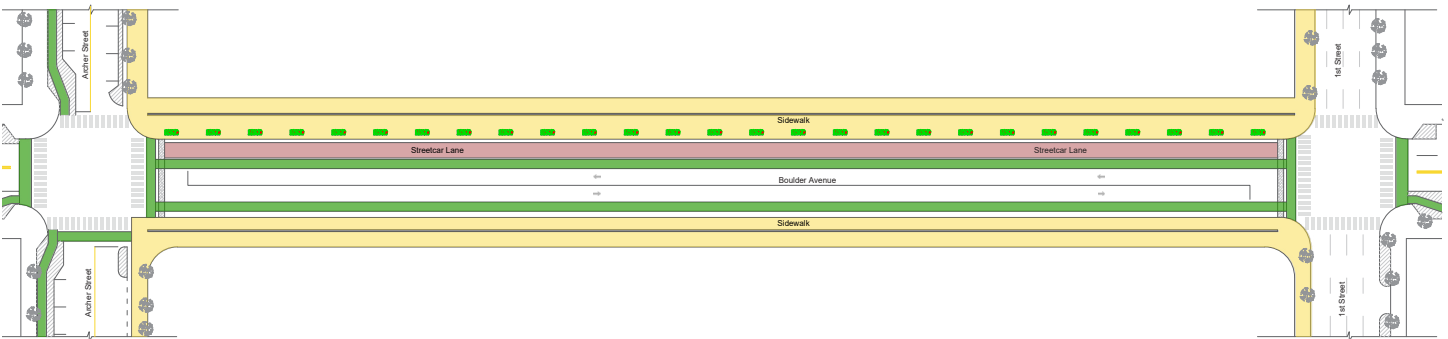 Archer Street
1st Street
Sidewalk
Streetcar Lane
Streetcar Lane
Boulder Avenue
Sidewalk
Archer Street
1st Street